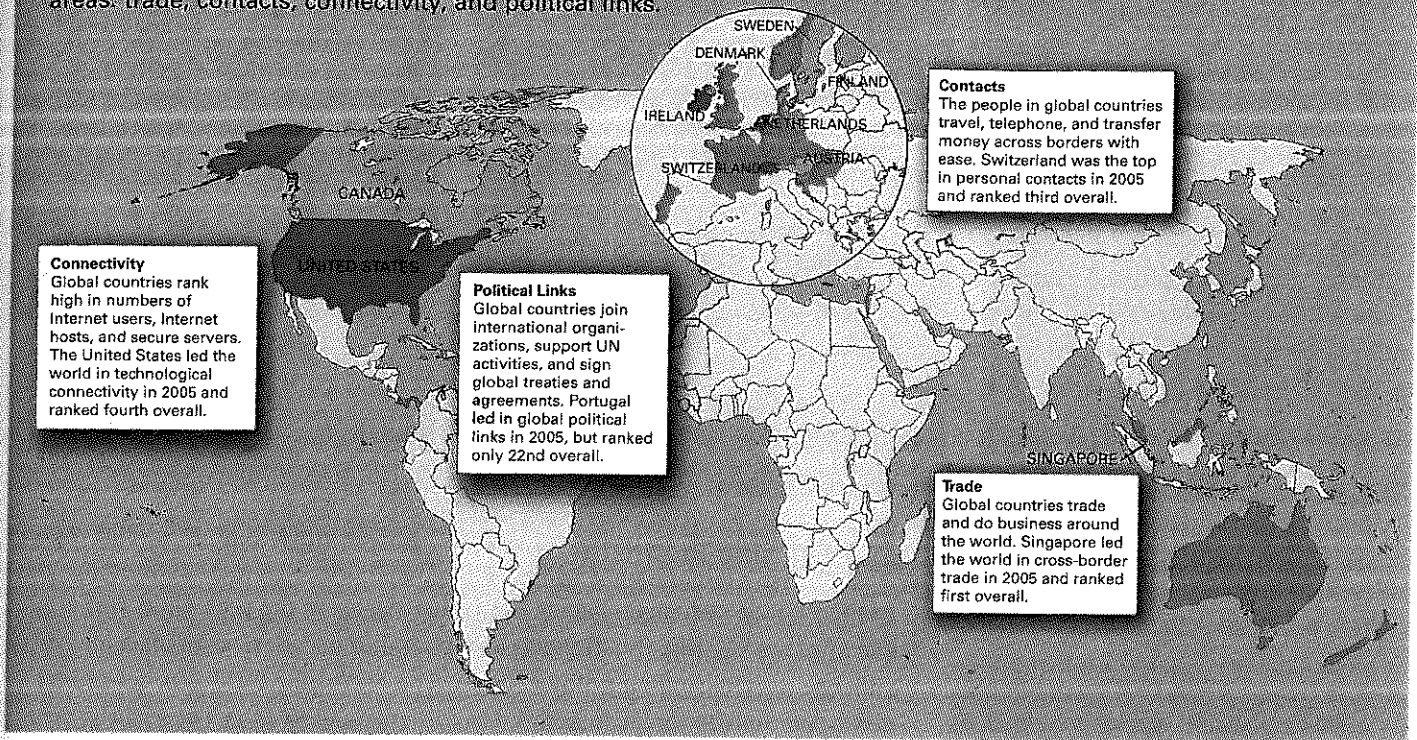 areas: trade, contacts, connectivity, and political links.
SWEDEN
DENMARK
FINLAND
IRELAND
NETHERLANDS
SWITZERLAND
AUSTRIA
Contacts
The people in global countries
travel, telephone, and transfer
money across borders with
ease. Switzerland was the top
in personal contacts in 2005
and ranked third overall.
CANADA
UNITED STATES
Connectivity
Global countries rank
high in numbers of
Internet users, Internet
hosts, and secure servers.
The United States led the
world in technological
connectivity in 2005 and
ranked fourth overall.
Political Links
Global countries join
international organi-
zations, support UN
activities, and sign
global treaties and
agreements. Portugal
led in global political
links in 2005, but ranked
only 22nd overall.
SINGAPORE
Trade
Global countries trade
and do business around
the world. Singapore led
the world in cross-border
trade in 2005 and ranked
first overall.